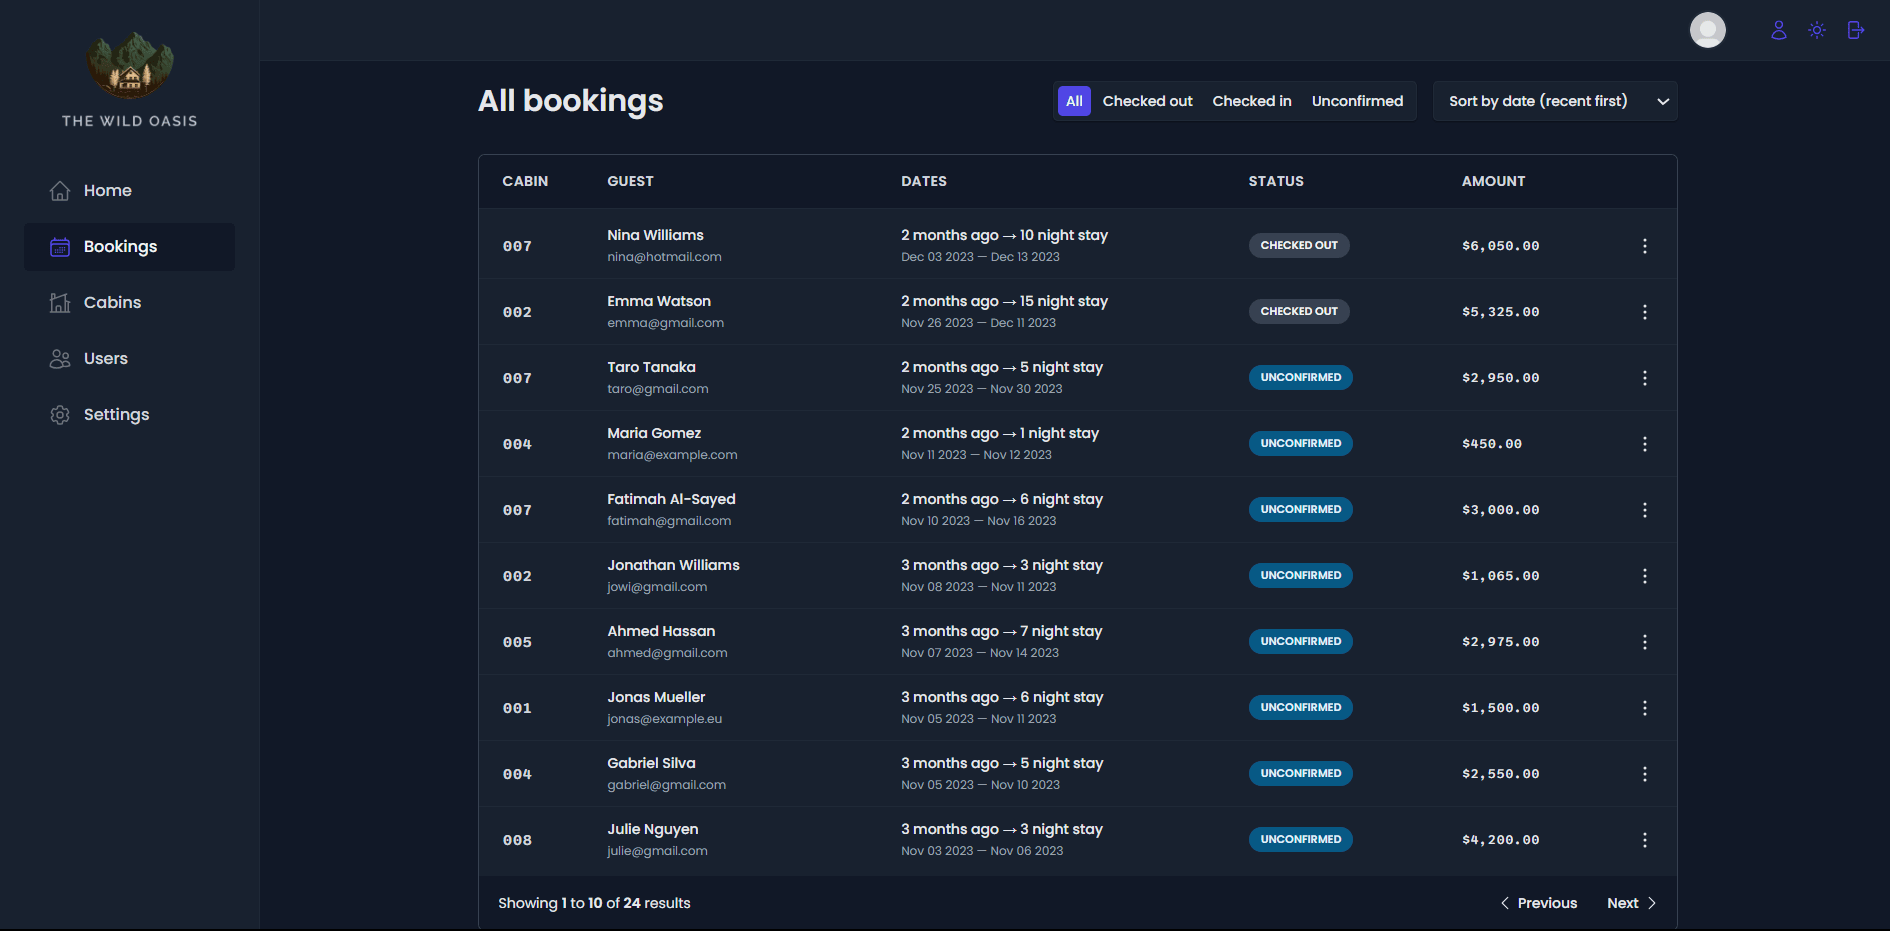 THE WILD OASIS
Home
Bookings
Cabins
Users
Settings
All bookings
All Checked out Checked in Unconfirmed
Sort by date (recent first)
CABIN GUEST DATES STATUS AMOUNT
007 Nina Williams 2 months ago → 10 night stay CHECKED OUT $6,050.00
nina@hotmail.com Dec 03 2023 — Dec 13 2023
002 Emma Watson 2 months ago → 15 night stay CHECKED OUT $5,325.00
emma@gmail.com Nov 26 2023 — Dec 11 2023
007 Taro Tanaka 2 months ago → 5 night stay UNCONFIRMED $2,950.00
taro@gmail.com Nov 25 2023 — Nov 30 2023
004 Maria Gomez 2 months ago → 1 night stay UNCONFIRMED $450.00
maria@example.com Nov 11 2023 — Nov 12 2023
007 Fatimah Al-Sayed 2 months ago → 6 night stay UNCONFIRMED $3,000.00
fatimah@gmail.com Nov 10 2023 — Nov 16 2023
002 Jonathan Williams 3 months ago → 3 night stay UNCONFIRMED $1,065.00
jowi@gmail.com Nov 08 2023 — Nov 11 2023
005 Ahmed Hassan 3 months ago → 7 night stay UNCONFIRMED $2,975.00
ahmed@gmail.com Nov 07 2023 — Nov 14 2023
001 Jonas Mueller 3 months ago → 6 night stay UNCONFIRMED $1,500.00
jonas@example.eu Nov 05 2023 — Nov 11 2023
004 Gabriel Silva 3 months ago → 5 night stay UNCONFIRMED $2,550.00
gabriel@gmail.com Nov 05 2023 — Nov 10 2023
008 Julie Nguyen 3 months ago → 3 night stay UNCONFIRMED $4,200.00
julie@gmail.com Nov 03 2023 — Nov 06 2023
Showing 1 to 10 of 24 results
Previous Next